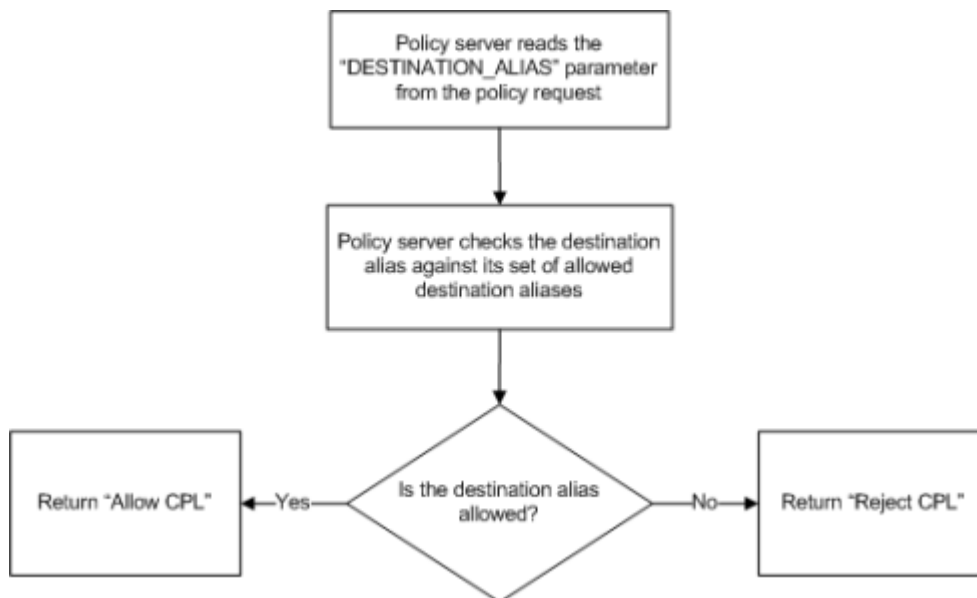 Policy server reads the
“DESTINATION_ALIAS” parameter
from the policy request
Policy server checks the destination
alias against its set of allowed
destination aliases
Is the destination alias
allowed?
Yes
No
Return “Allow CPL”
Return “Reject CPL”